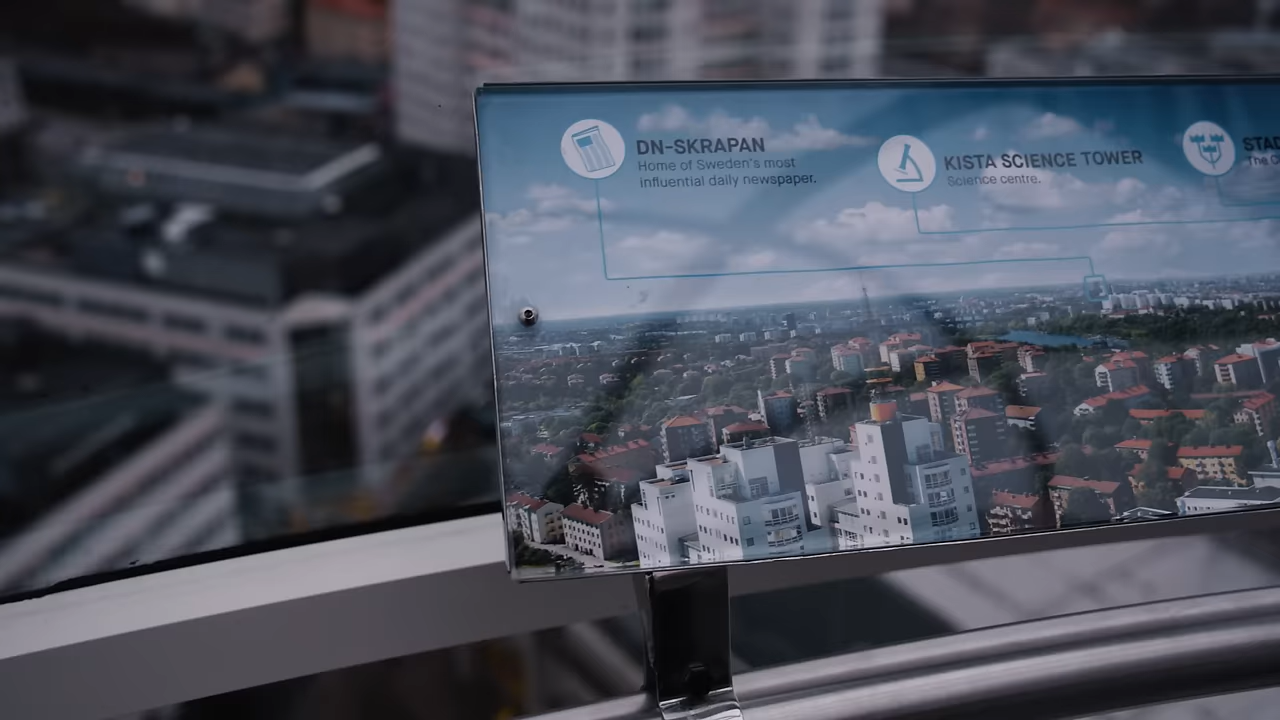 DN-SKRAPAN
Home of Sweden's most
influential daily newspaper.
KISTA SCIENCE TOWER
Science centre.